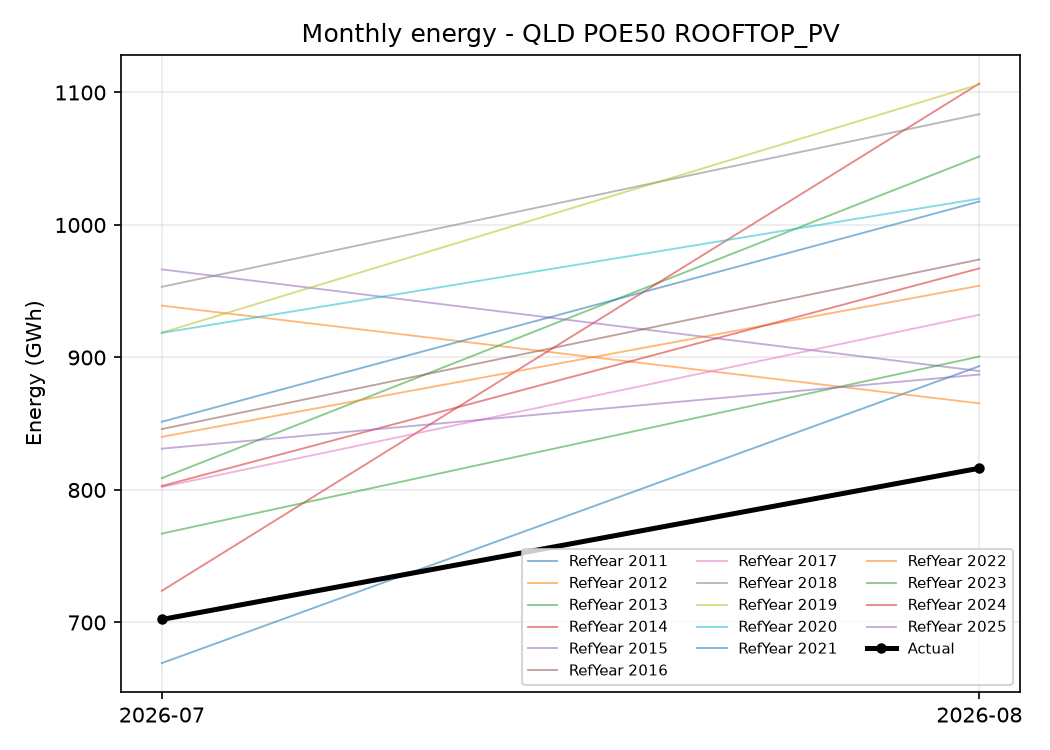 Monthly energy - QLD POE50 ROOFTOP_PV
Energy (GWh)
1100
1000
900
800
700
2026-07
2026-08
RefYear 2011
RefYear 2012
RefYear 2013
RefYear 2014
RefYear 2015
RefYear 2016
RefYear 2017
RefYear 2018
RefYear 2019
RefYear 2020
RefYear 2021
RefYear 2022
RefYear 2023
RefYear 2024
RefYear 2025
Actual